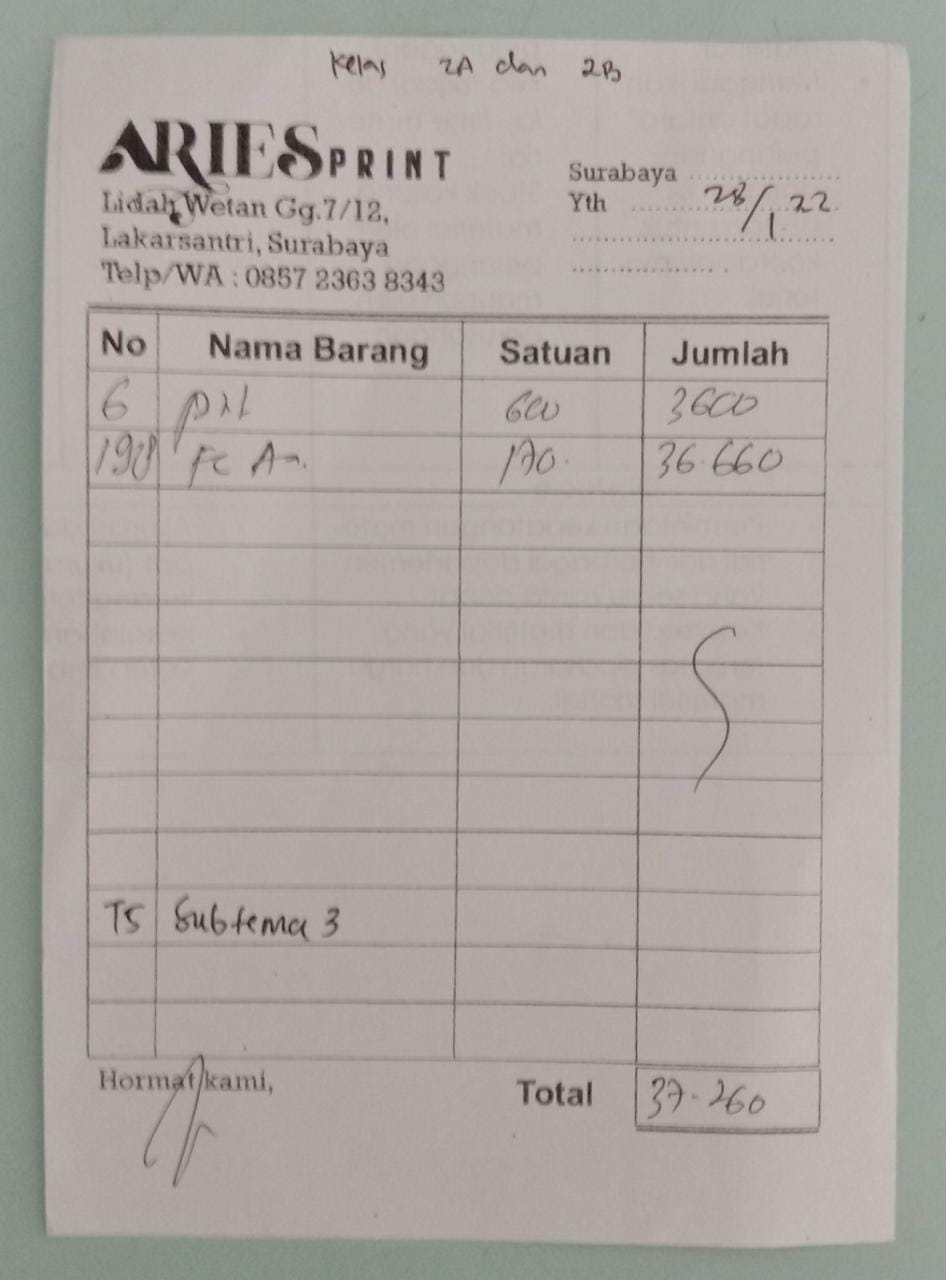 Kelas 2A dan 2B
ARIES PRINT
Lidah Wetan Gg.7/12,
Lakarsantri, Surabaya
Telp/WA : 0857 2363 8343
Surabaya
Yth 28/1.22
No Nama Barang Satuan Jumlah
6 600 3600
198 Fc 170. 36.660
T5 Subtema 3
Hormat kami,
Total 37.260